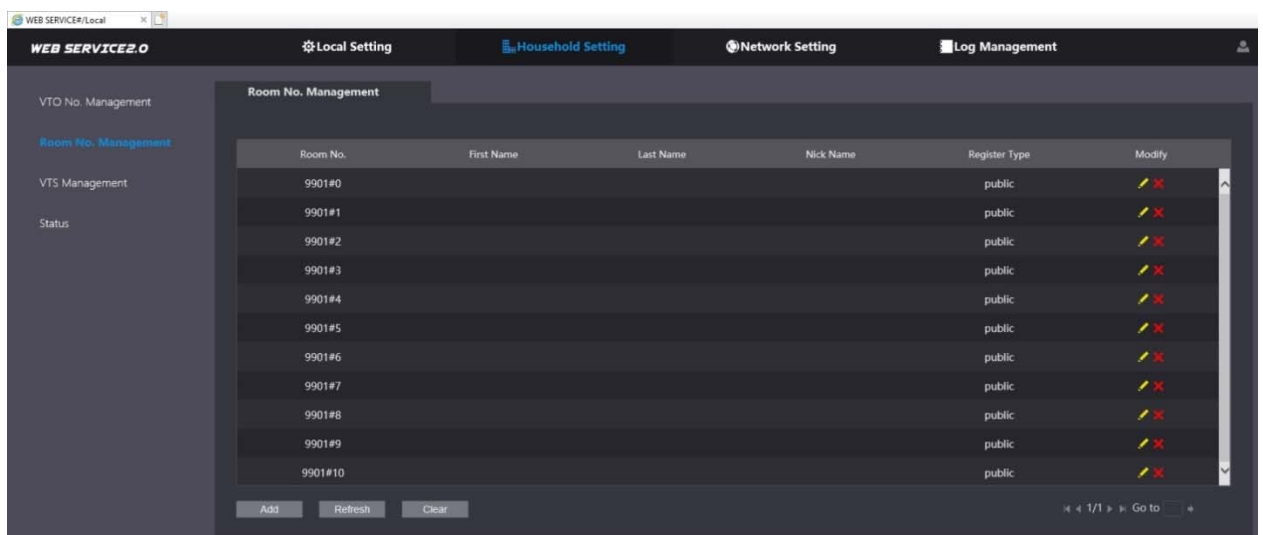 WEB SERVICE#/Local
WEB SERVICE2.0 Local Setting Household Setting Network Setting Log Management
VTO No. Management
Room No. Management
VTS Management
Status
Room No. Management
Room No. First Name Last Name Nick Name Register Type Modify
9901#0 public
9901#1 public
9901#2 public
9901#3 public
9901#4 public
9901#5 public
9901#6 public
9901#7 public
9901#8 public
9901#9 public
9901#10 public
Add Refresh Clear 1/1 Go to